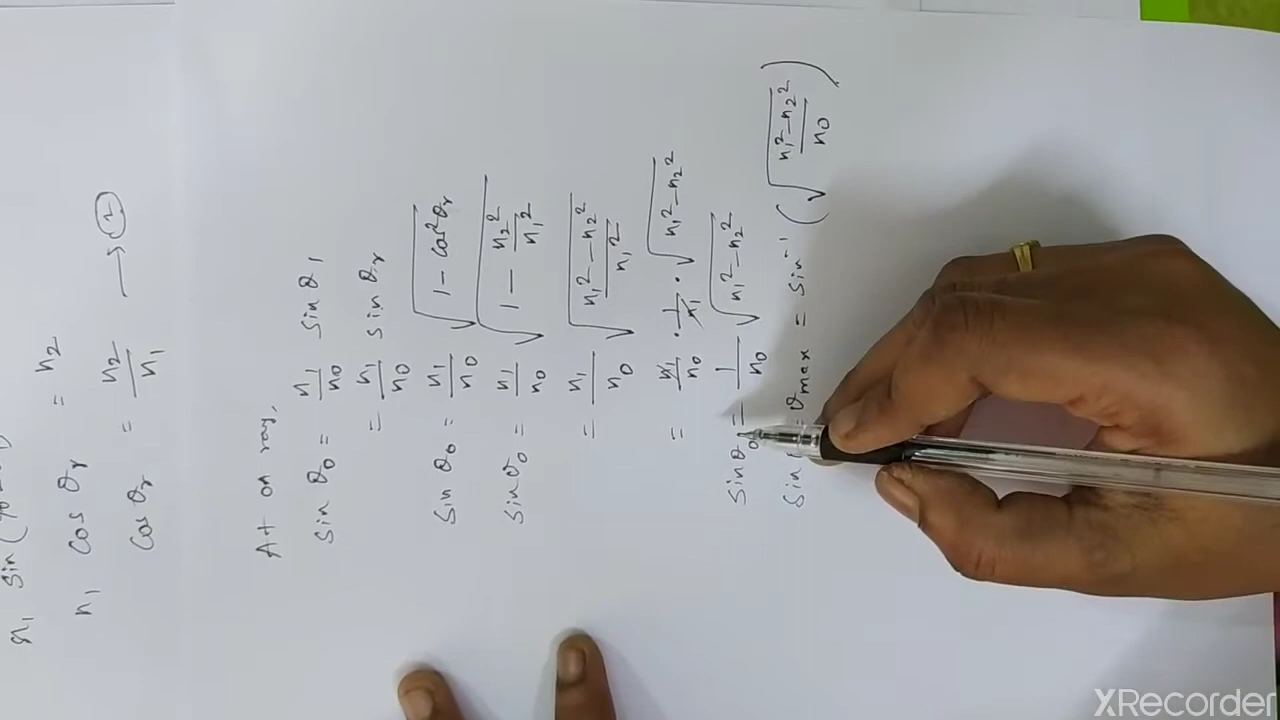 n₁ sin (
n₁ cos θr = n₂
cos θr = n₂/n₁ → ②
At on ray,
sin θ₀ = n₁/n₀ sin θ₁
= n₁/n₀ sin θr
sin θ₀ = n₁/n₀ √(1 - cos²θr)
sin θ₀ = n₁/n₀ √(1 - n₂²/n₁²)
= n₁/n₀ √((n₁² - n₂²)/n₁²)
= n₁/n₀ · 1/n₁ · √(n₁² - n₂²)
sin θ₀ = 1/n₀ √(n₁² - n₂²)
sin = θmax = sin⁻¹ (√(n₁² - n₂²)/n₀)
XRecorder